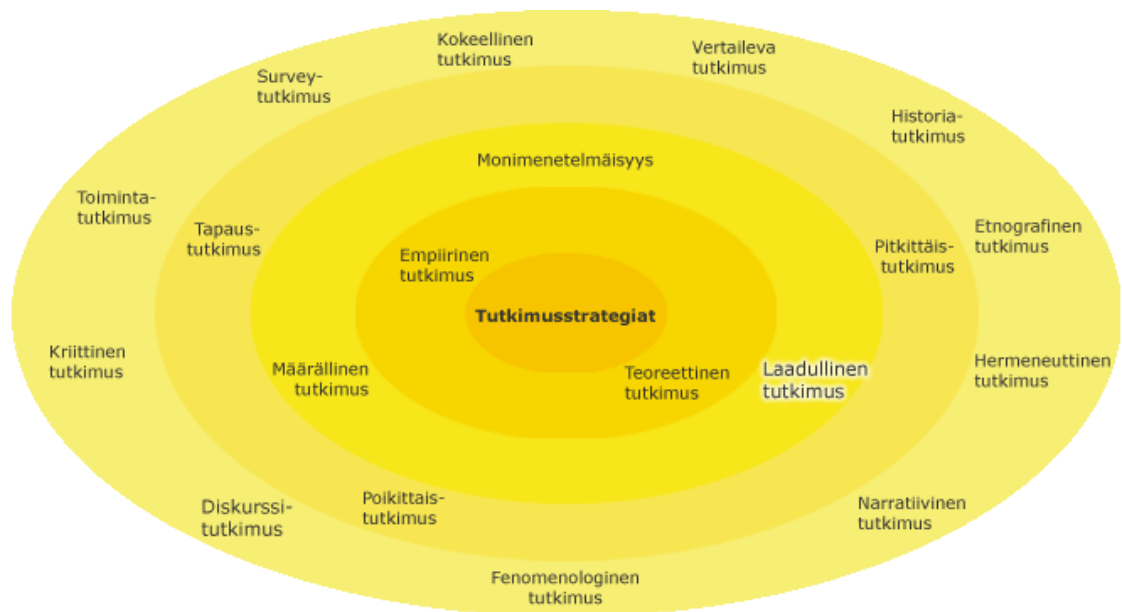 Kokeellinen
tutkimus
Vertaileva
tutkimus
Survey-
tutkimus
Historia-
tutkimus
Monimenetelmäisyys
Toiminta-
tutkimus
Tapaus-
tutkimus
Etnografinen
tutkimus
Pitkittäis-
tutkimus
Empiirinen
tutkimus
Tutkimusstrategiat
Kriittinen
tutkimus
Määrällinen
tutkimus
Teoreettinen
tutkimus
Laadullinen
tutkimus
Hermeneuttinen
tutkimus
Diskurssi-
tutkimus
Poikittais-
tutkimus
Narratiivinen
tutkimus
Fenomenologinen
tutkimus